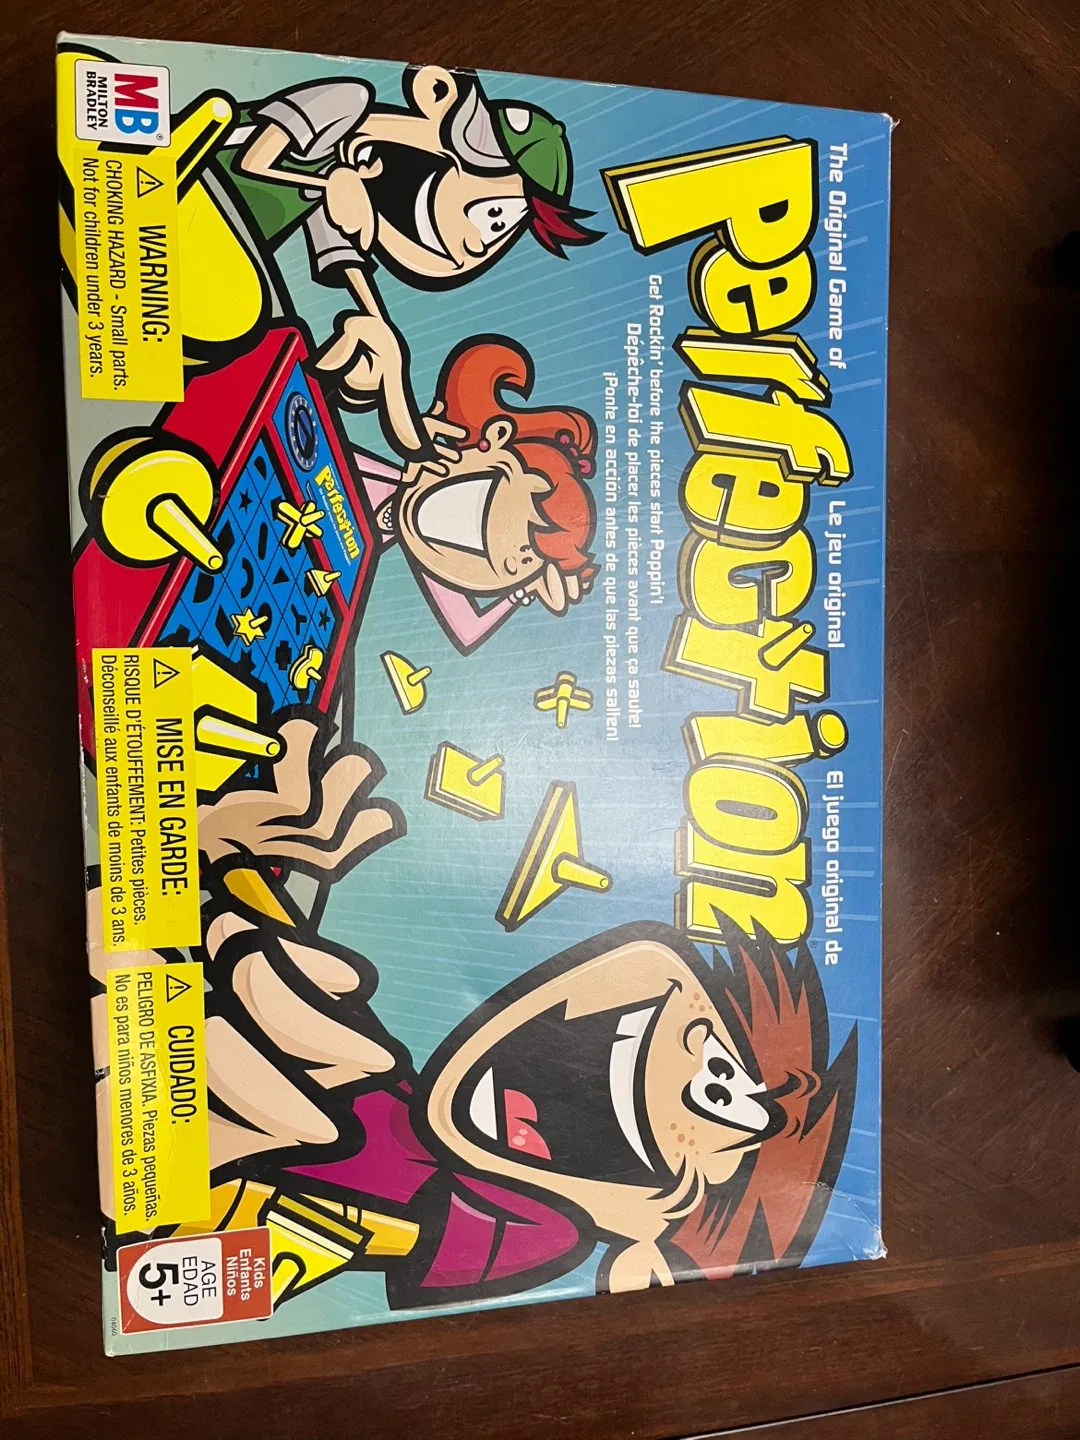 The Original Game of
Le jeu original
El juego original de
Perfection
®
Get Rockin' before the pieces start Poppin'!
Dépêche-toi de placer les pièces avant que ça saute!
¡Ponte en acción antes de que las piezas salten!
MB®
MILTON
BRADLEY
Perfection
⚠ WARNING:
CHOKING HAZARD - Small parts.
Not for children under 3 years.
⚠ MISE EN GARDE:
RISQUE D'ÉTOUFFEMENT: Petites pièces.
Déconseillé aux enfants de moins de 3 ans.
⚠ CUIDADO:
PELIGRO DE ASFIXIA. Piezas pequeñas.
No es para niños menores de 3 años.
Kids
Enfants
Niños
AGE
EDAD
5+
04060